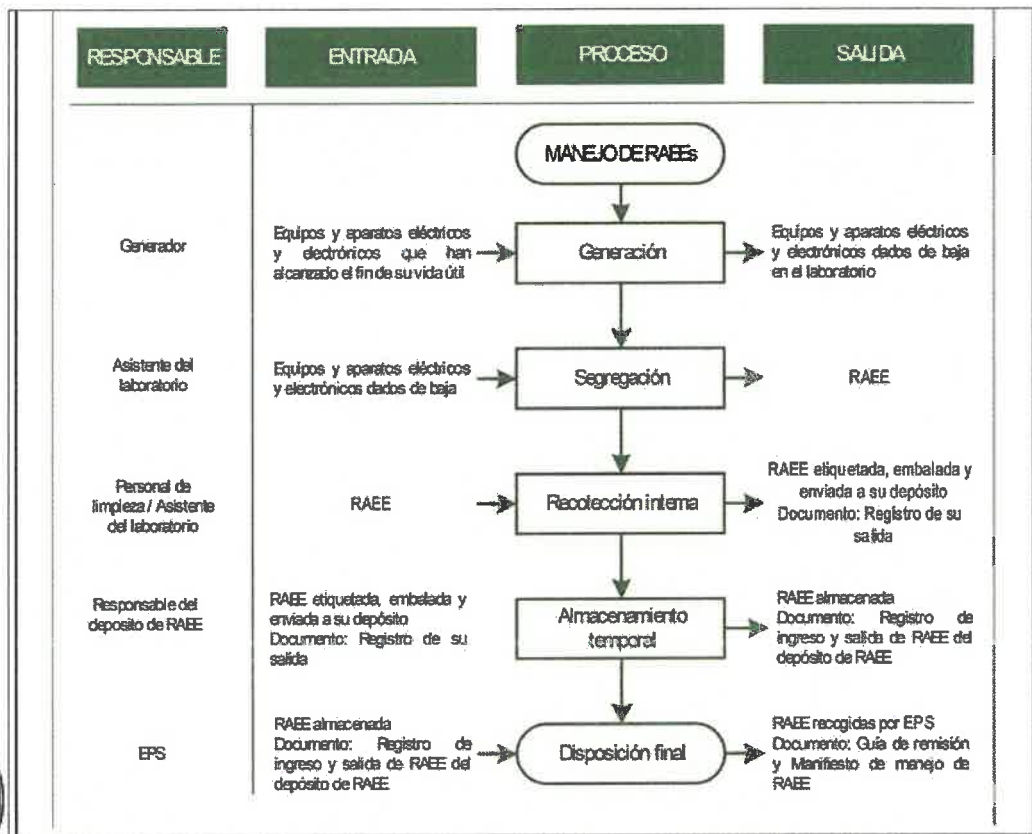 RESPONSABLE ENTRADA PROCESO SALIDA
MANEJO DE RAEEs
Generador
Equipos y aparatos eléctricos
y electrónicos que han
alcanzado el fin de su vida útil
Generación
Equipos y aparatos eléctricos
y electrónicos dados de baja
en el laboratorio
Asistente del
laboratorio
Equipos y aparatos eléctricos
y electrónicos dados de baja
Segregación
RAEE
Personal de
limpieza / Asistente
del laboratorio
RAEE
Recolección interna
RAEE etiquetada, embalada y
enviada a su depósito
Documento: Registro de su
salida
Responsable del
deposito de RAEE
RAEE etiquetada, embalada y
enviada a su depósito
Documento: Registro de su
salida
Almacenamiento
temporal
RAEE almacenada
Documento: Registro de
ingreso y salida de RAEE del
depósito de RAEE
EPS
RAEE almacenada
Documento: Registro de
ingreso y salida de RAEE del
depósito de RAEE
Disposición final
RAEE recogidas por EPS
Documento: Guía de remisión
y Manifiesto de manejo de
RAEE